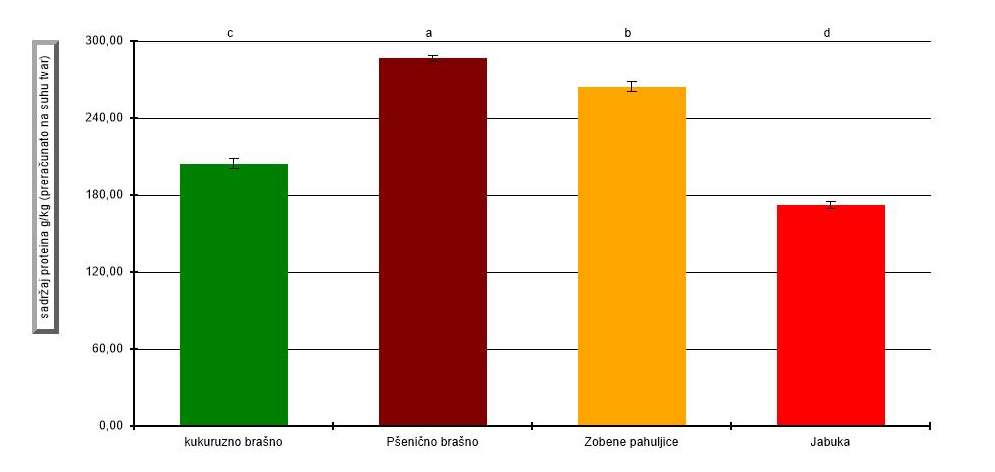 c a b d
300,00
240,00
180,00
120,00
60,00
0,00
sadržaj proteina g/kg (preračunato na suhu tvar)
kukuruzno brašno Pšenično brašno Zobene pahuljice Jabuka